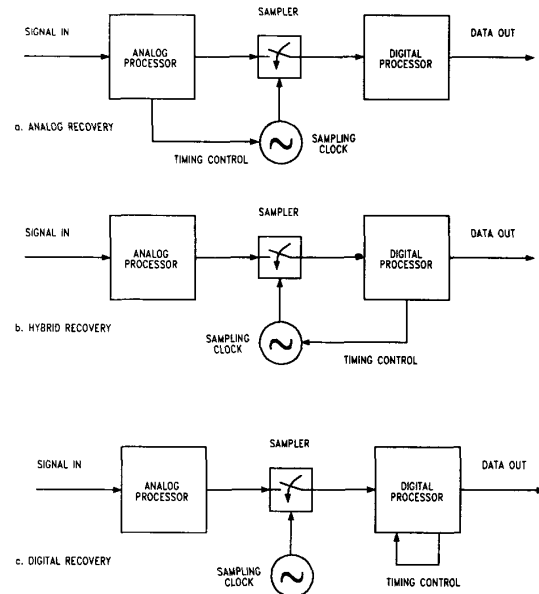 SAMPLER
SIGNAL IN
DATA OUT
ANALOG
PROCESSOR
DIGITAL
PROCESSOR
a. ANALOG RECOVERY
TIMING CONTROL
SAMPLING
CLOCK
SAMPLER
SIGNAL IN
DATA OUT
ANALOG
PROCESSOR
DIGITAL
PROCESSOR
b. HYBRID RECOVERY
SAMPLING
CLOCK
TIMING CONTROL
SAMPLER
SIGNAL IN
DATA OUT
ANALOG
PROCESSOR
DIGITAL
PROCESSOR
c. DIGITAL RECOVERY
SAMPLING
CLOCK
TIMING CONTROL